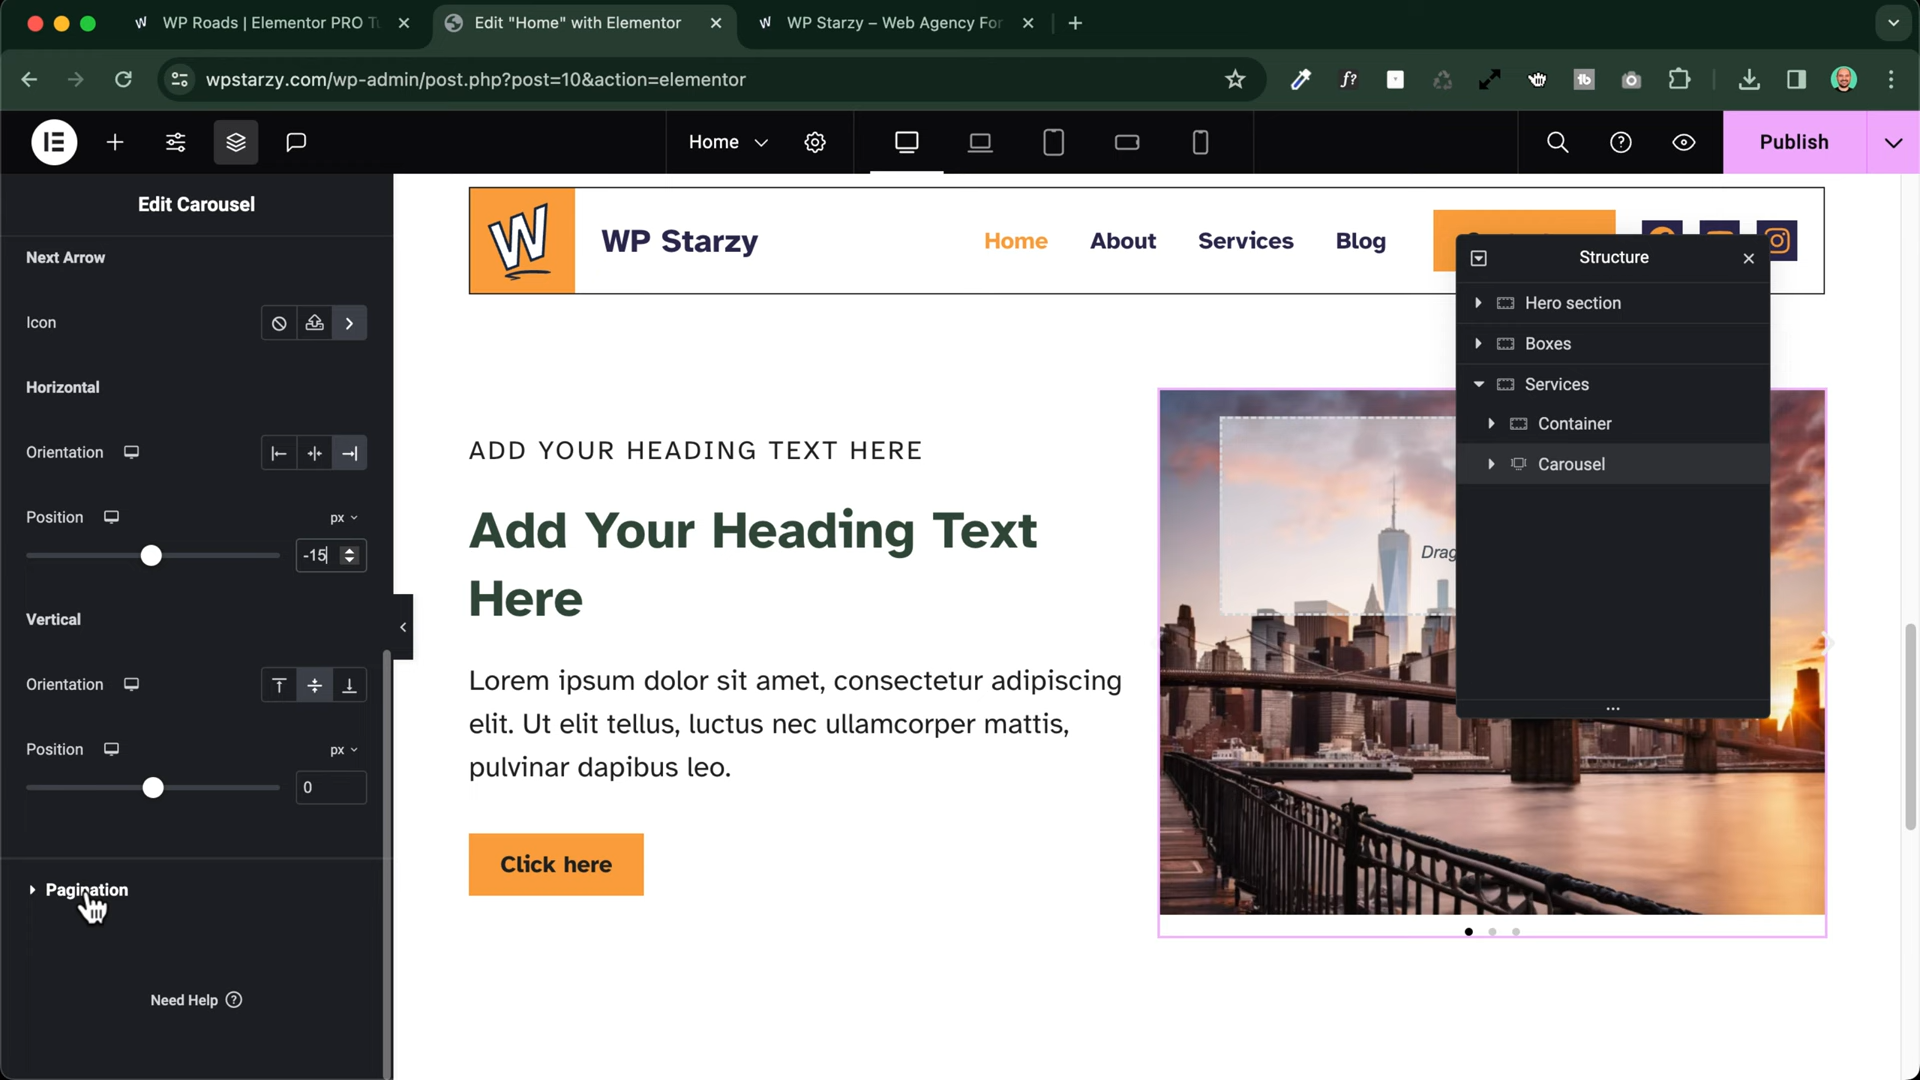 WP Roads | Elementor PRO Tu
Edit "Home" with Elementor
WP Starzy – Web Agency For
wpstarzy.com/wp-admin/post.php?post=10&action=elementor
Home
Publish
Edit Carousel
Next Arrow
Icon
Horizontal
Orientation
Position
px
-15
Vertical
Orientation
Position
px
0
Pagination
Need Help
W
WP Starzy
Home
About
Services
Blog
ADD YOUR HEADING TEXT HERE
Add Your Heading Text
Here
Lorem ipsum dolor sit amet, consectetur adipiscing
elit. Ut elit tellus, luctus nec ullamcorper mattis,
pulvinar dapibus leo.
Click here
Drag
Structure
Hero section
Boxes
Services
Container
Carousel